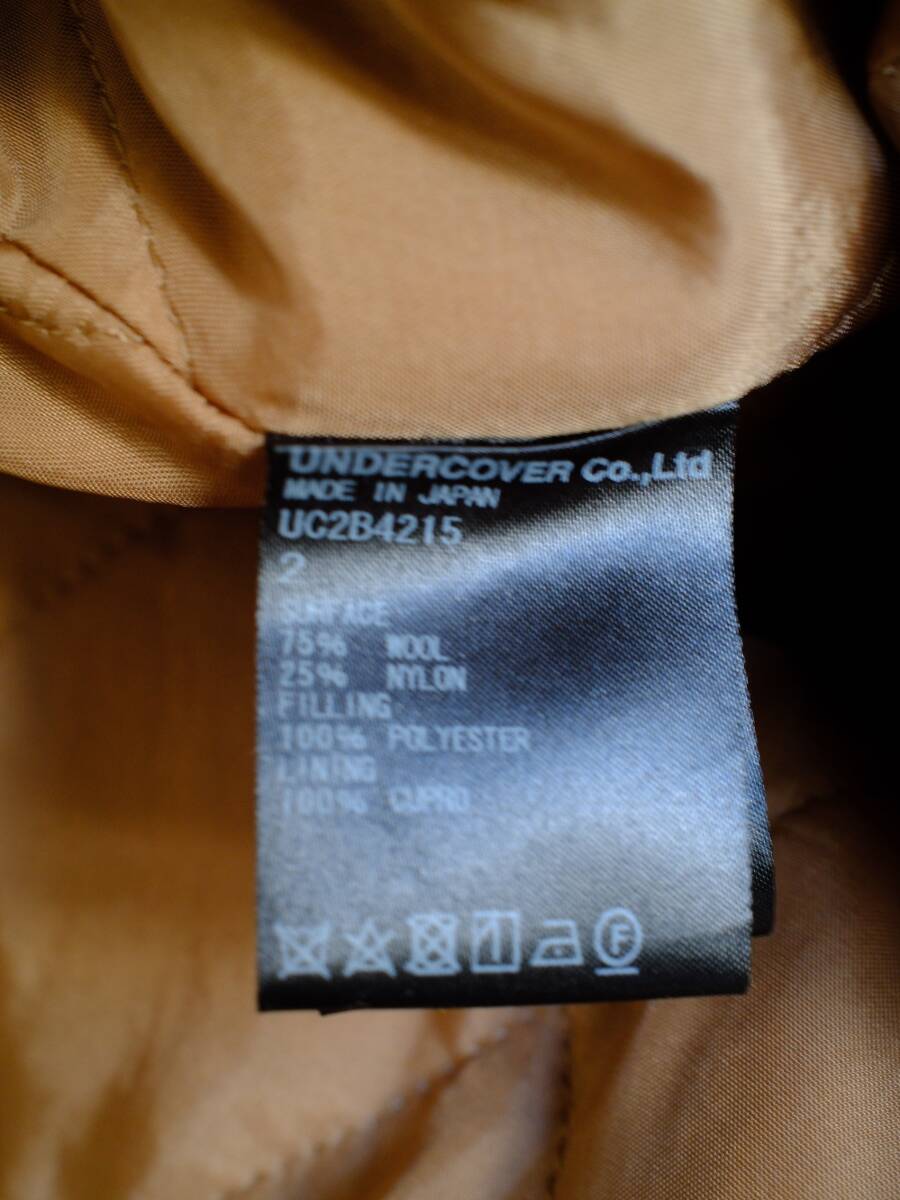 UNDERCOVER Co.,Ltd
MADE IN JAPAN
UC2B4215
2
SURFACE
75% WOOL
25% NYLON
FILLING
100% POLYESTER
LINING
100% CUPRO
F